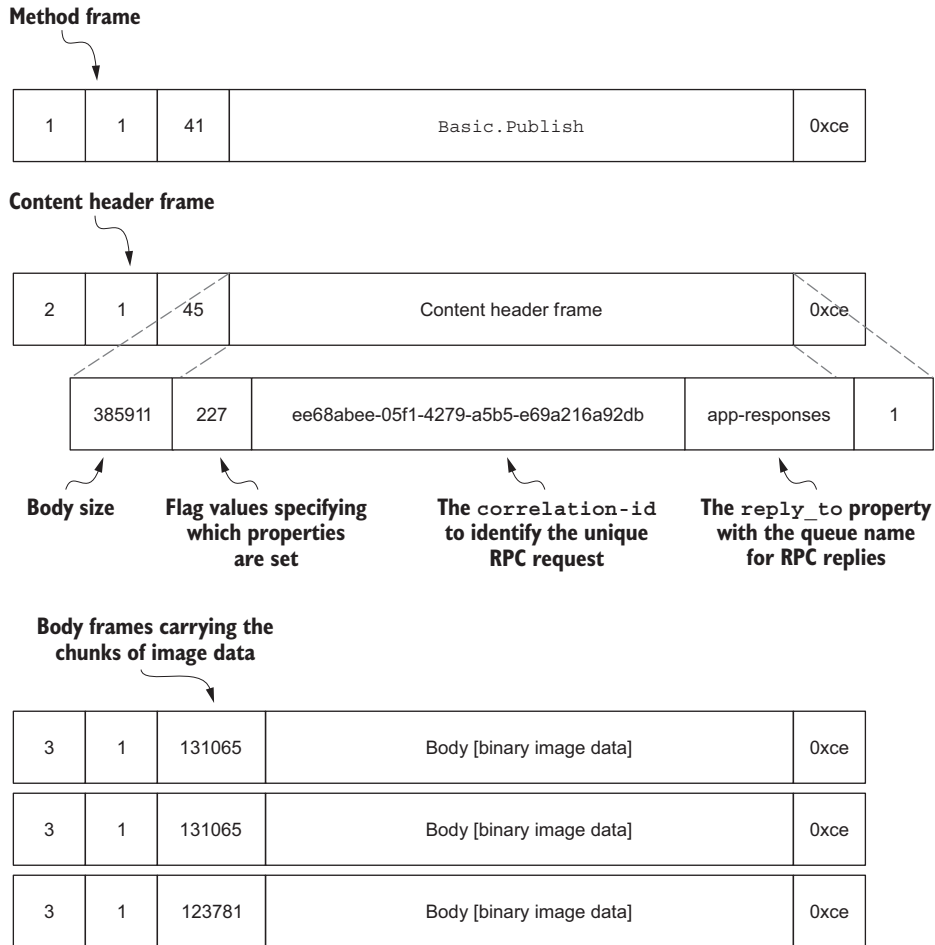 Method frame
1 1 41 Basic.Publish 0xce
Content header frame
2 1 45 Content header frame 0xce
385911 227 ee68abee-05f1-4279-a5b5-e69a216a92db app-responses 1
Body size
Flag values specifying
which properties
are set
The correlation-id
to identify the unique
RPC request
The reply_to property
with the queue name
for RPC replies
Body frames carrying the
chunks of image data
3 1 131065 Body [binary image data] 0xce
3 1 131065 Body [binary image data] 0xce
3 1 123781 Body [binary image data] 0xce